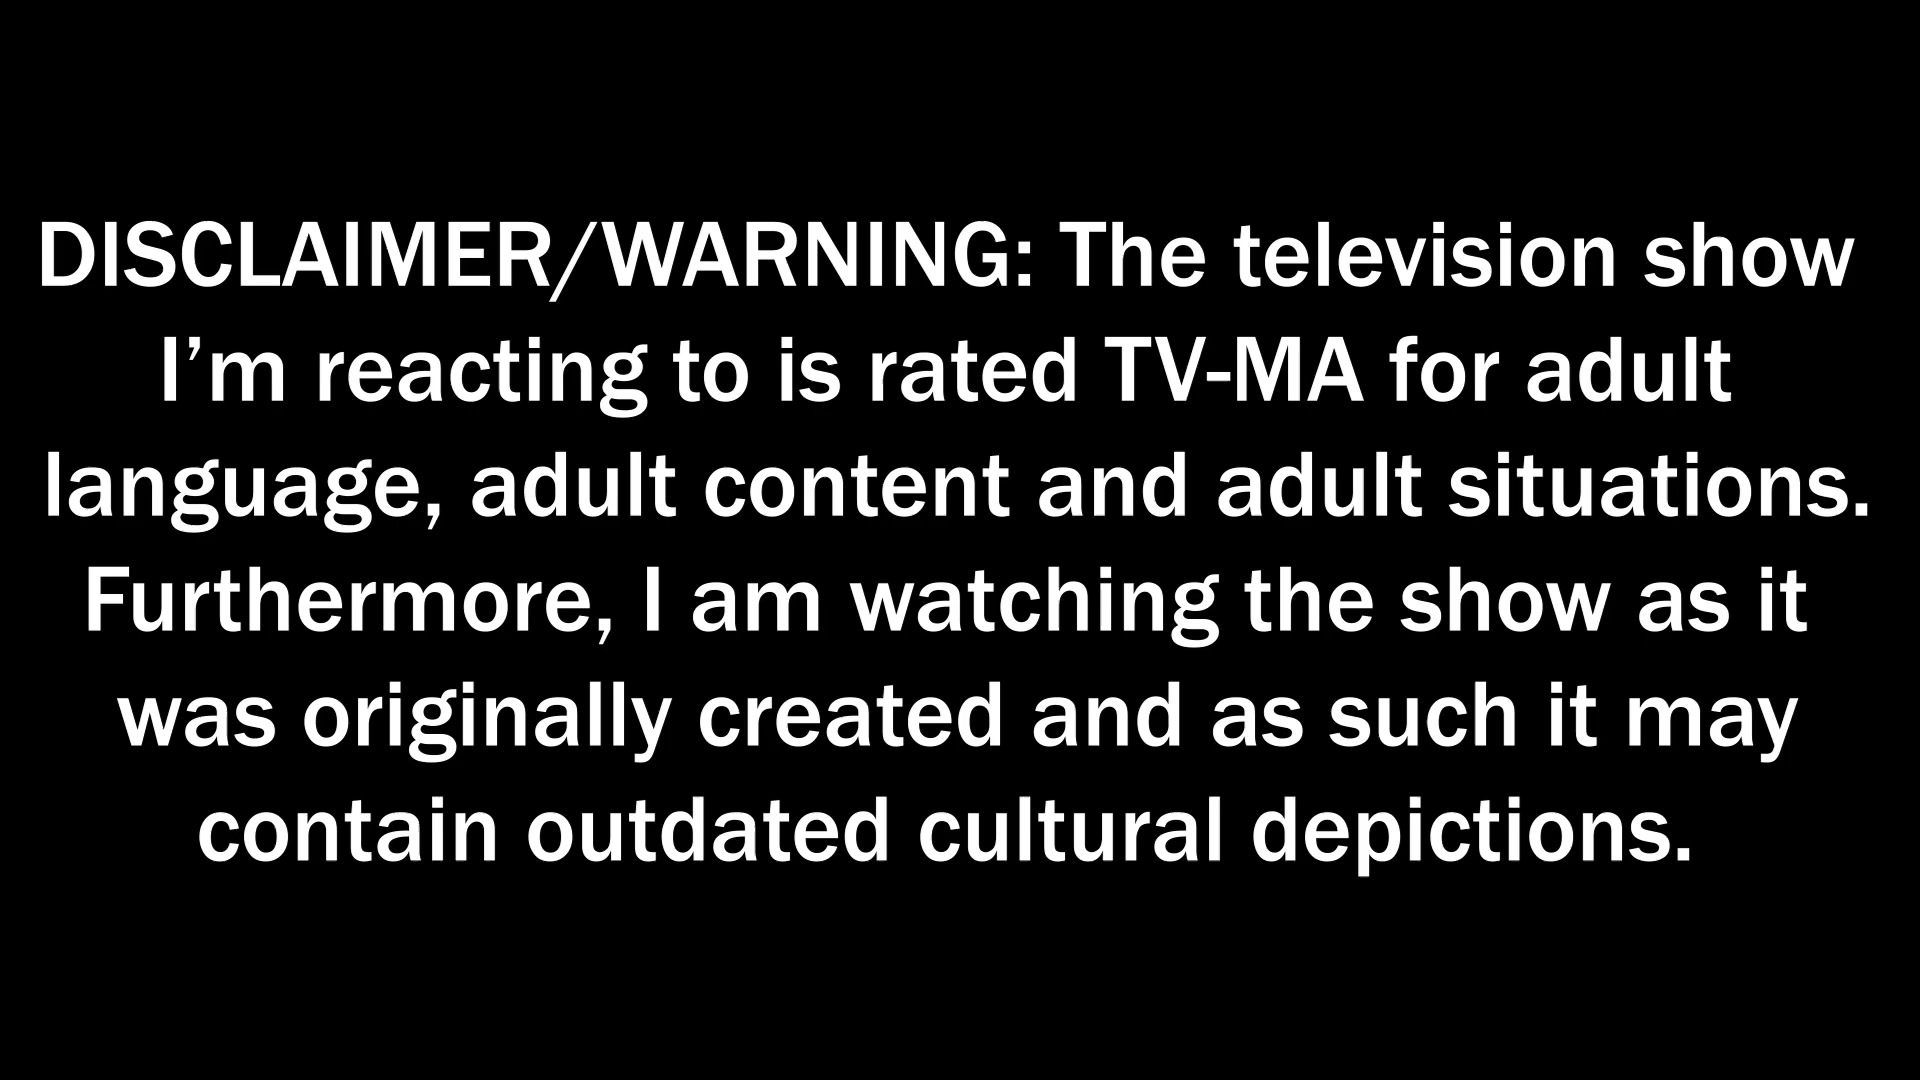 DISCLAIMER/WARNING: The television show
I’m reacting to is rated TV-MA for adult
language, adult content and adult situations.
Furthermore, I am watching the show as it
was originally created and as such it may
contain outdated cultural depictions.